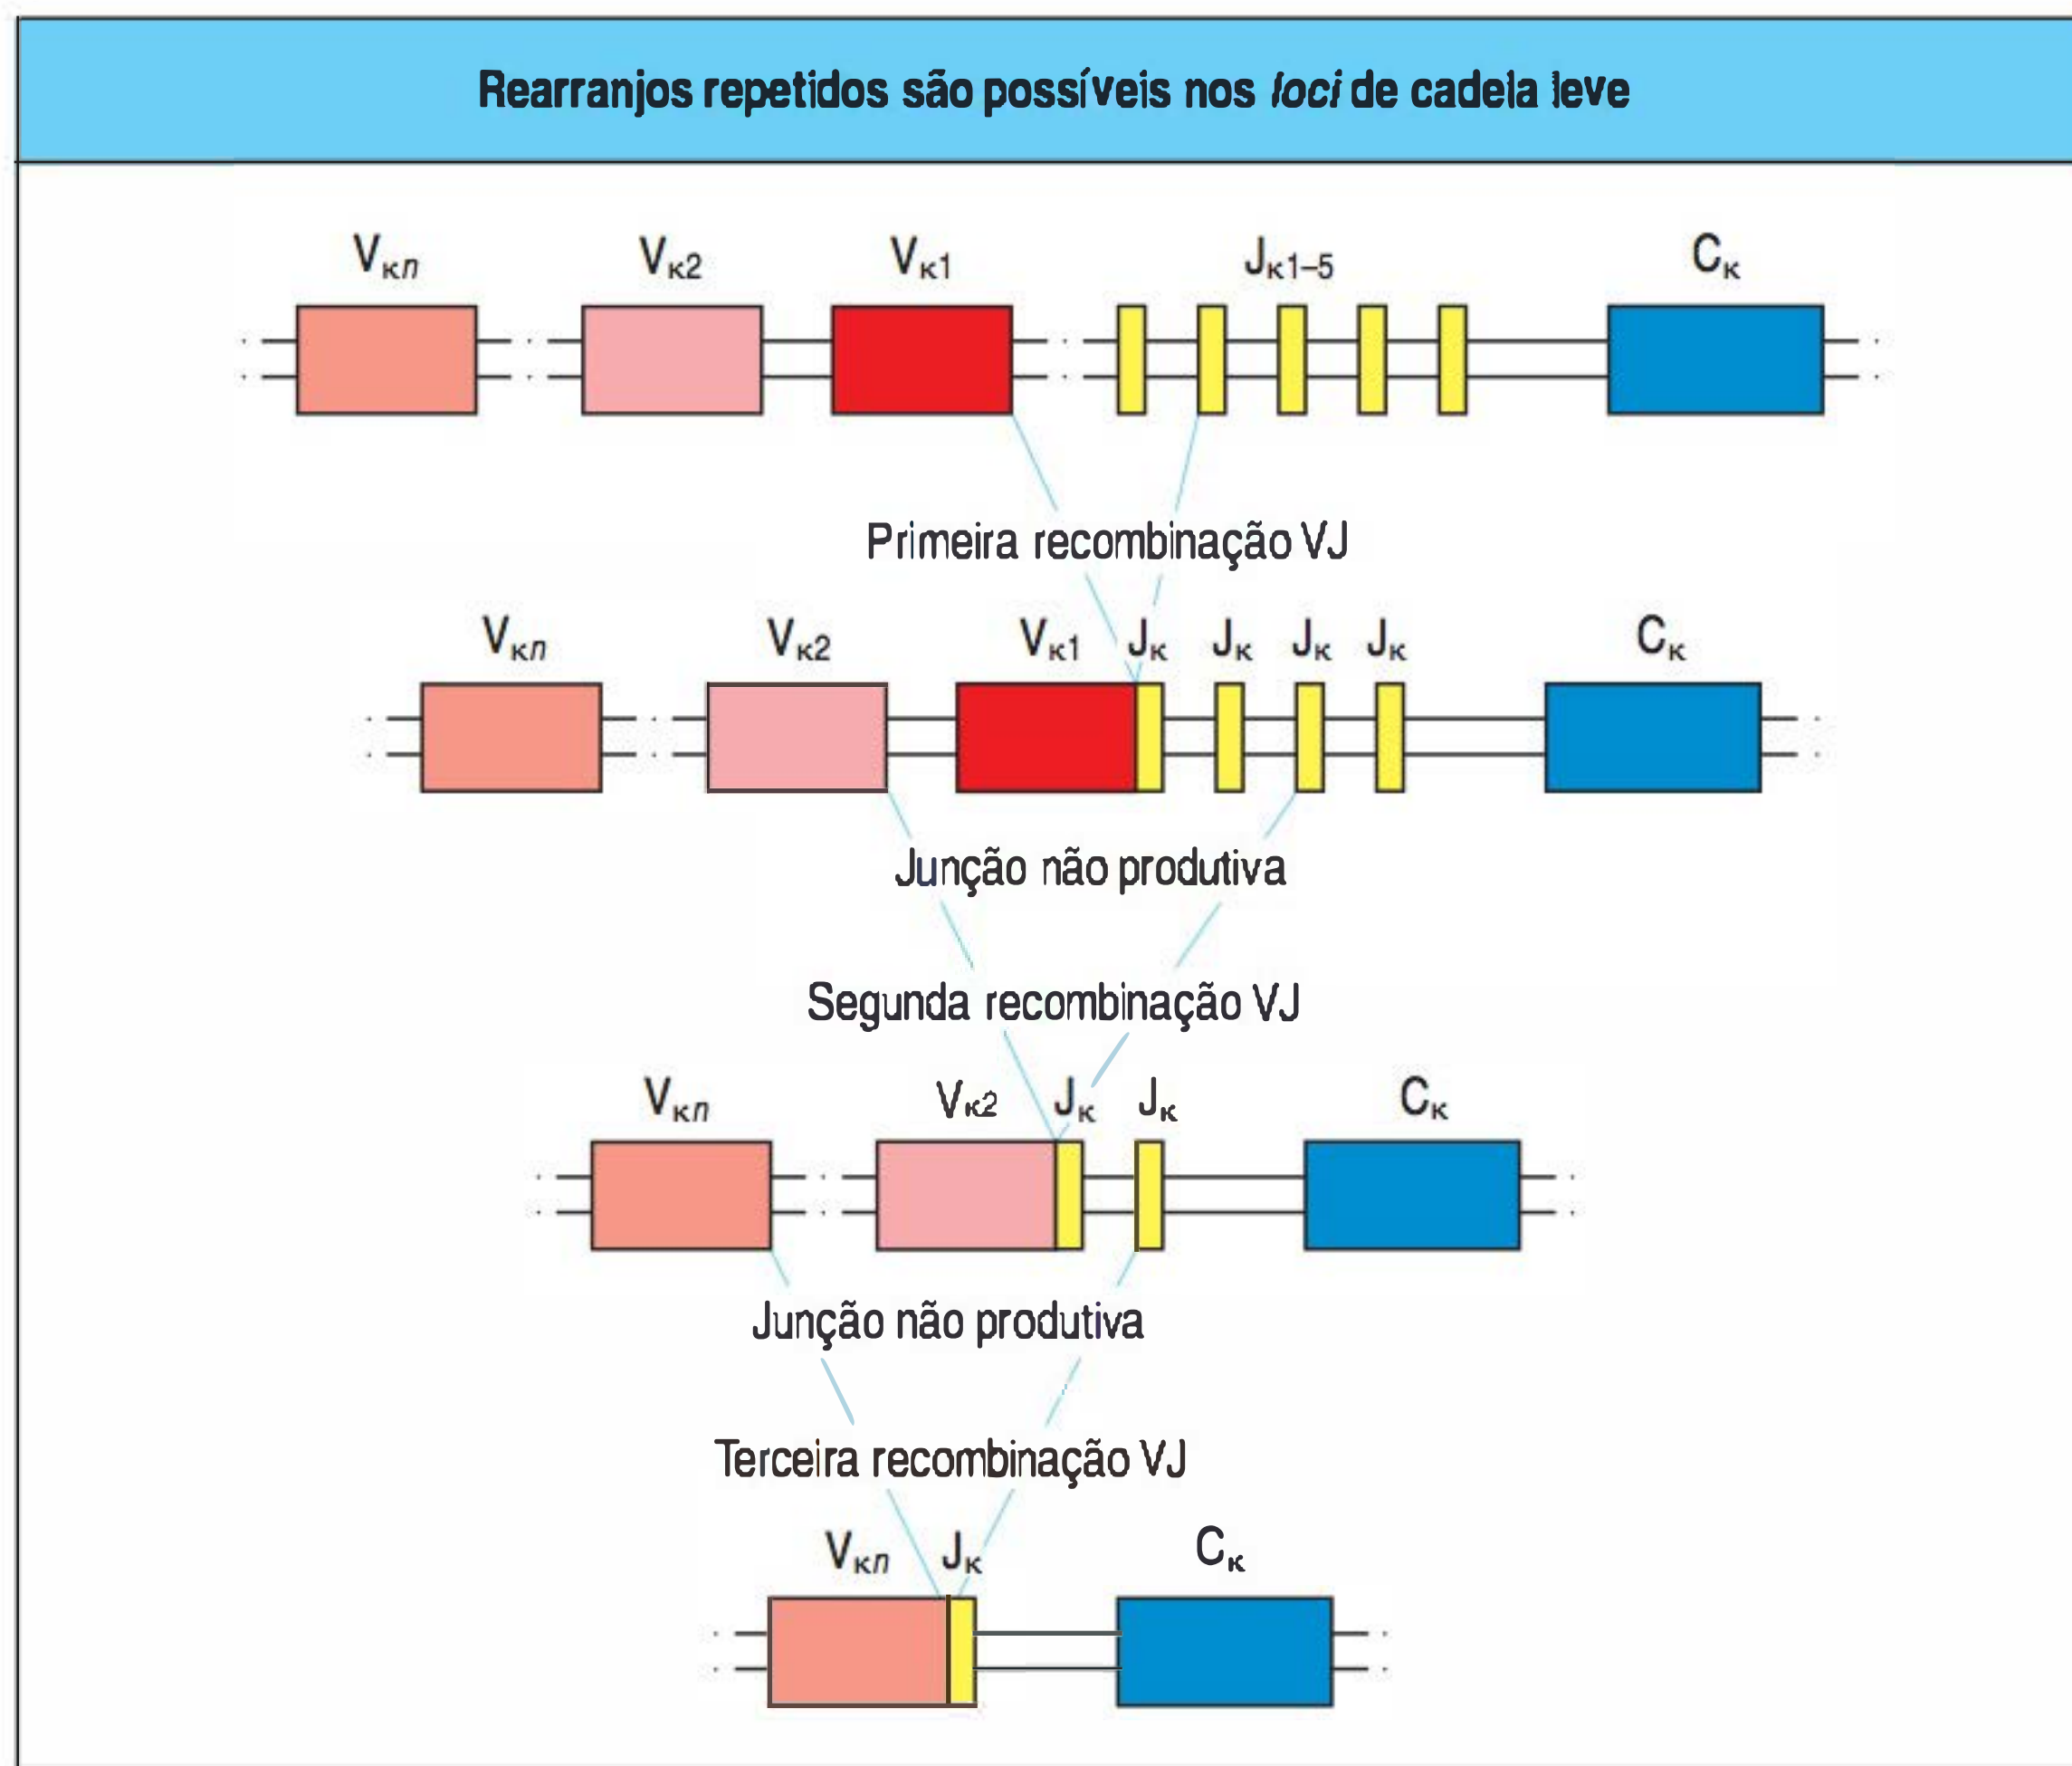 Rearranjos repetidos são possíveis nos loci de cadeia leve
Vκn Vκ2 Vκ1 Jκ1–5 Cκ
Primeira recombinação VJ
Vκn Vκ2 Vκ1 Jκ Jκ Jκ Jκ Cκ
Junção não produtiva
Segunda recombinação VJ
Vκn Vκ2 Jκ Jκ Cκ
Junção não produtiva
Terceira recombinação VJ
Vκn Jκ Cκ